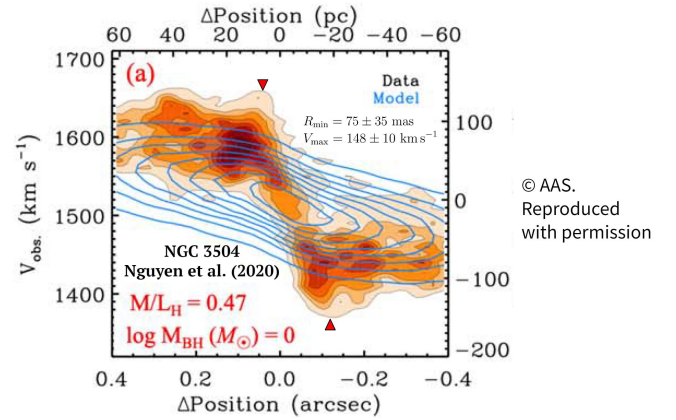 ΔPosition (pc)
60 40 20 0 −20 −40 −60
1700
(a)
Data
Model
R_min = 75 ± 35 mas
V_max = 148 ± 10 km s⁻¹
100
1600
V_obs. (km s⁻¹)
0
1500
NGC 3504
Nguyen et al. (2020)
−100
1400
M/L_H = 0.47
log M_BH (M_⊙) = 0
−200
0.4 0.2 0.0 −0.2 −0.4
ΔPosition (arcsec)
© AAS.
Reproduced
with permission